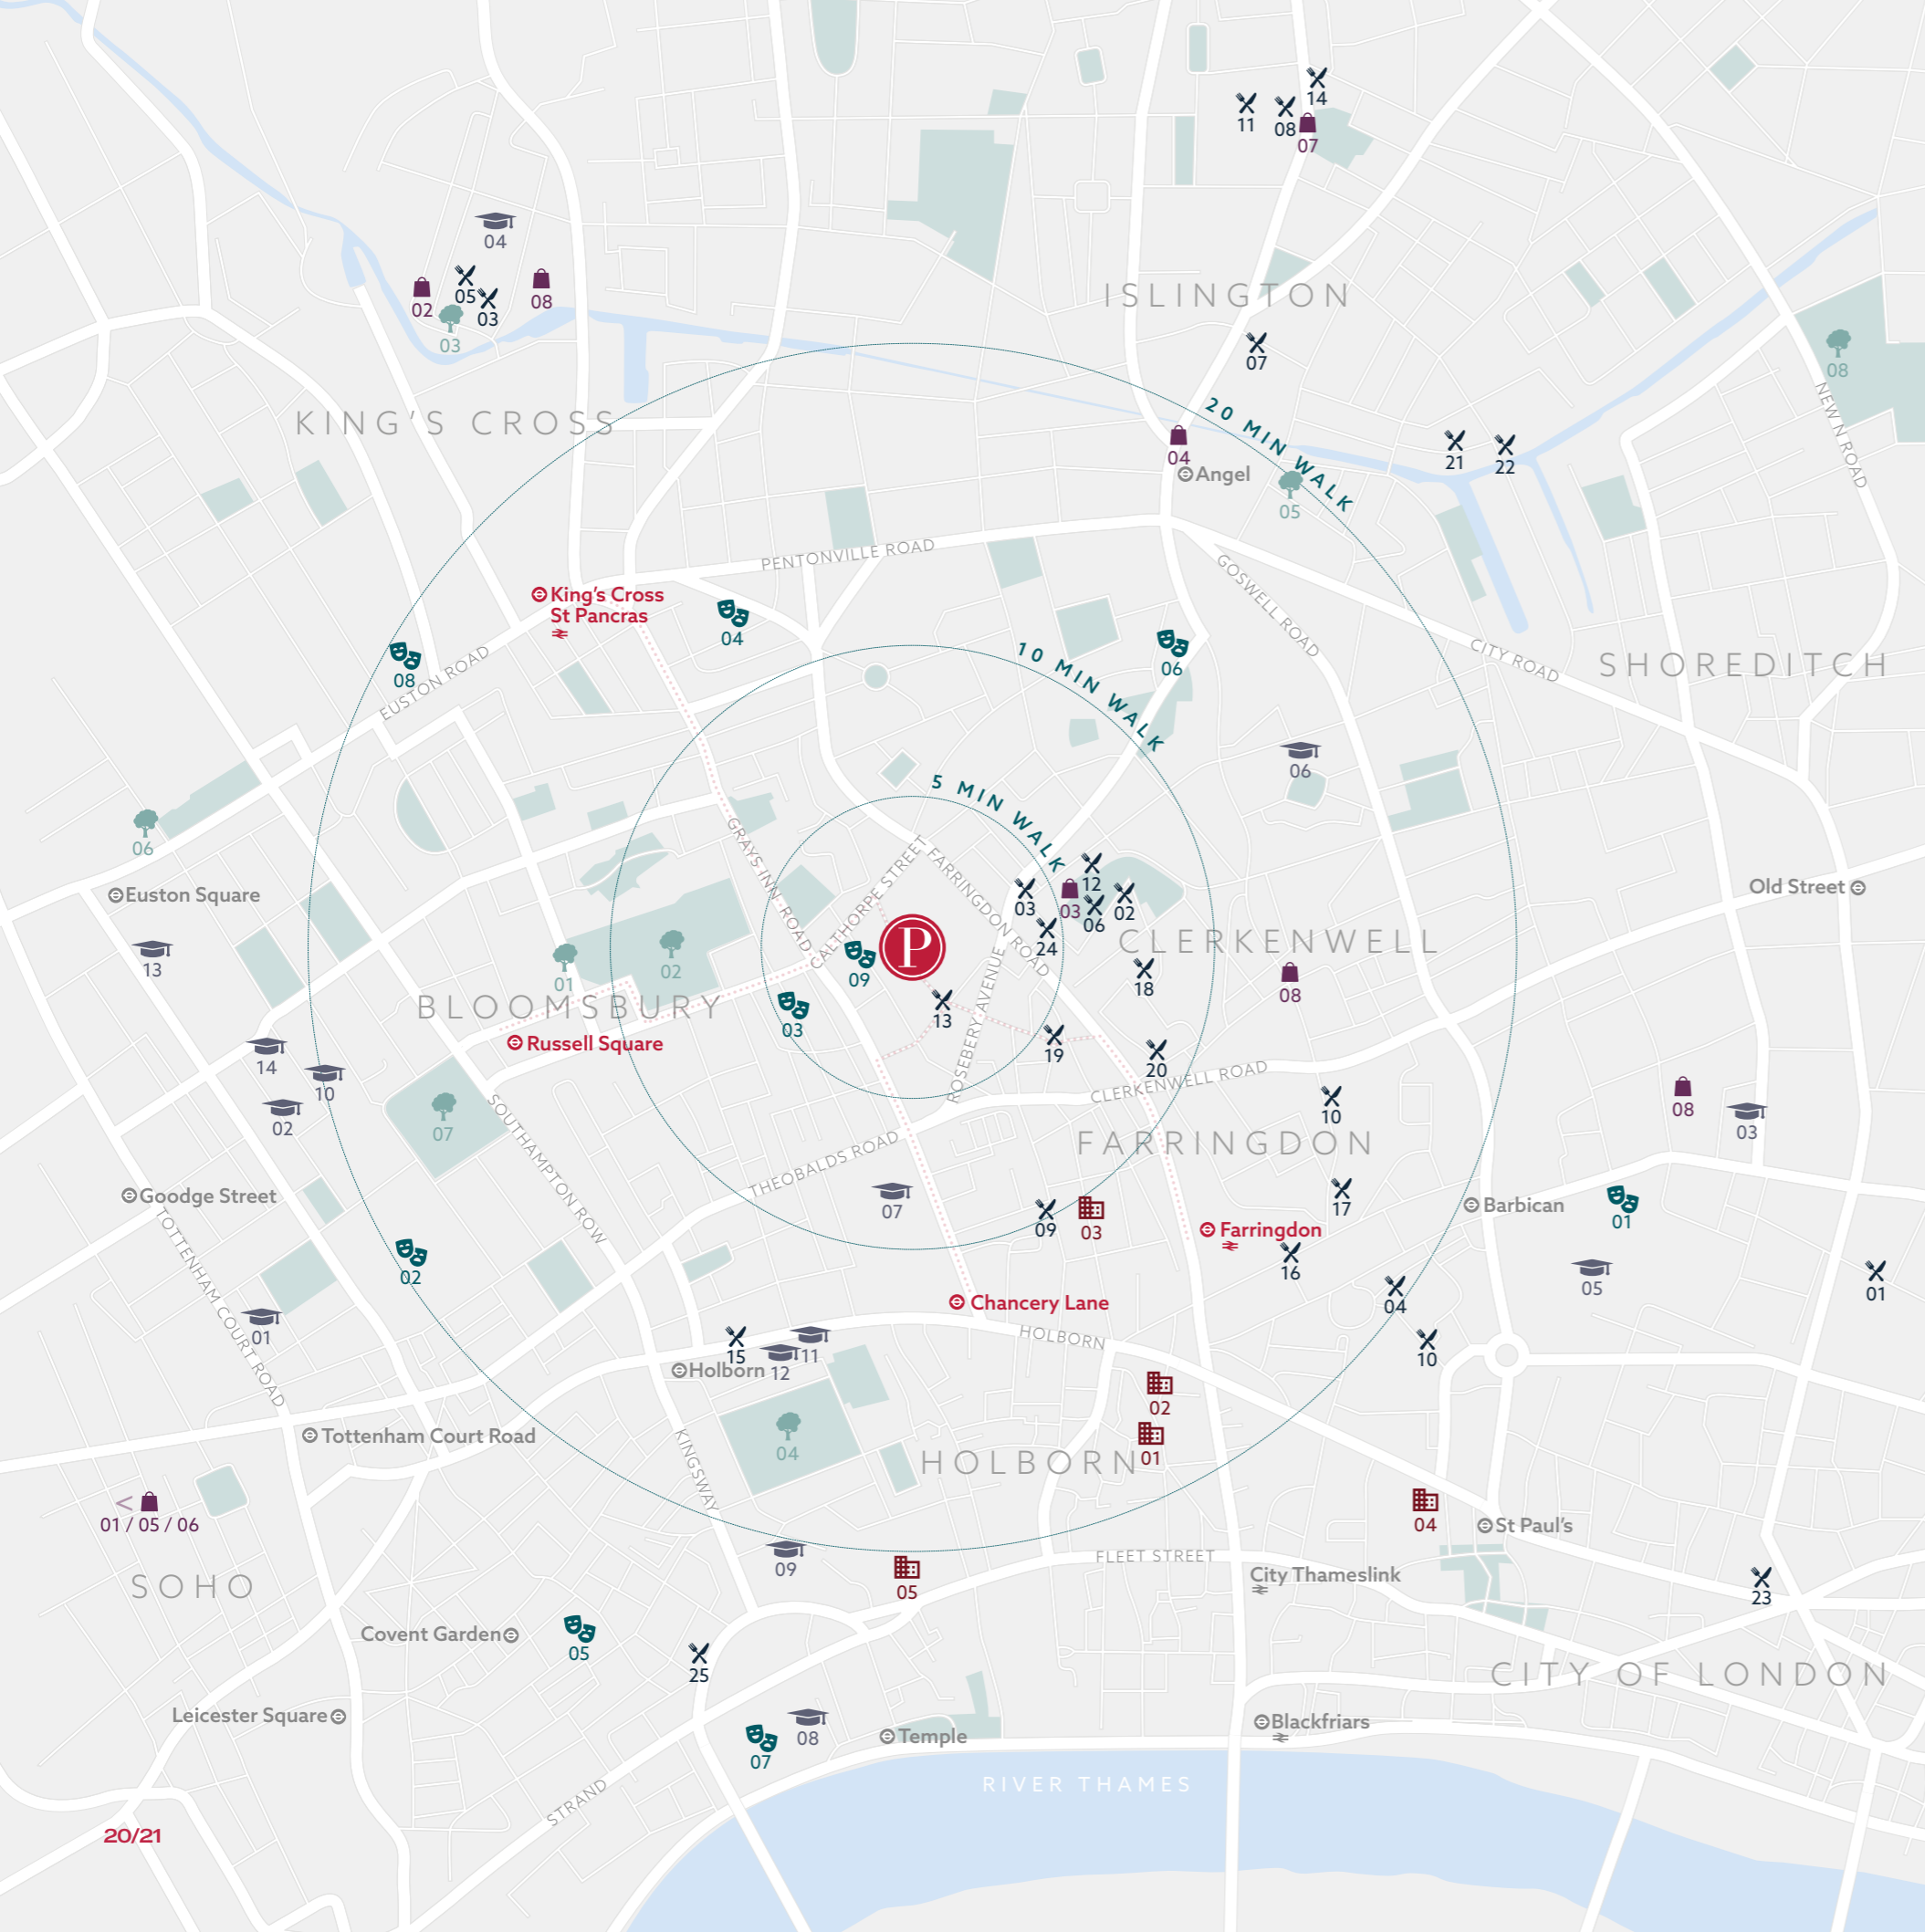 14
11
08
07
04
02
05
03
08
03
ISLINGTON
07
08
NEW N ROAD
KING'S CROSS
20 MIN WALK
04
Angel
05
21
22
PENTONVILLE ROAD
GOSWELL ROAD
King's Cross
St Pancras
04
08
EUSTON ROAD
10 MIN WALK
06
CITY ROAD
SHOREDITCH
06
5 MIN WALK
06
Euston Square
GRAYS INN ROAD
CALTHORPE STREET
FARRINGDON ROAD
12
03
03
06
02
24
Old Street
13
01
02
09
P
CLERKENWELL
18
08
BLOOMSBURY
03
13
ROSEBERY AVENUE
19
20
Russell Square
14
10
02
07
SOUTHAMPTON ROW
CLERKENWELL ROAD
10
08
03
FARRINGDON
THEOBALDS ROAD
Goodge Street
TOTTENHAM COURT ROAD
07
09
03
Farringdon
17
16
Barbican
01
05
01
02
01
Chancery Lane
HOLBORN
04
10
15
11
12
Holborn
02
01
Tottenham Court Road
KINGSWAY
04
HOLBORN
<
01 / 05 / 06
04
St Paul's
SOHO
09
05
FLEET STREET
City Thameslink
23
Covent Garden
05
25
CITY OF LONDON
Leicester Square
07
08
Temple
Blackfriars
RIVER THAMES
STRAND
20/21